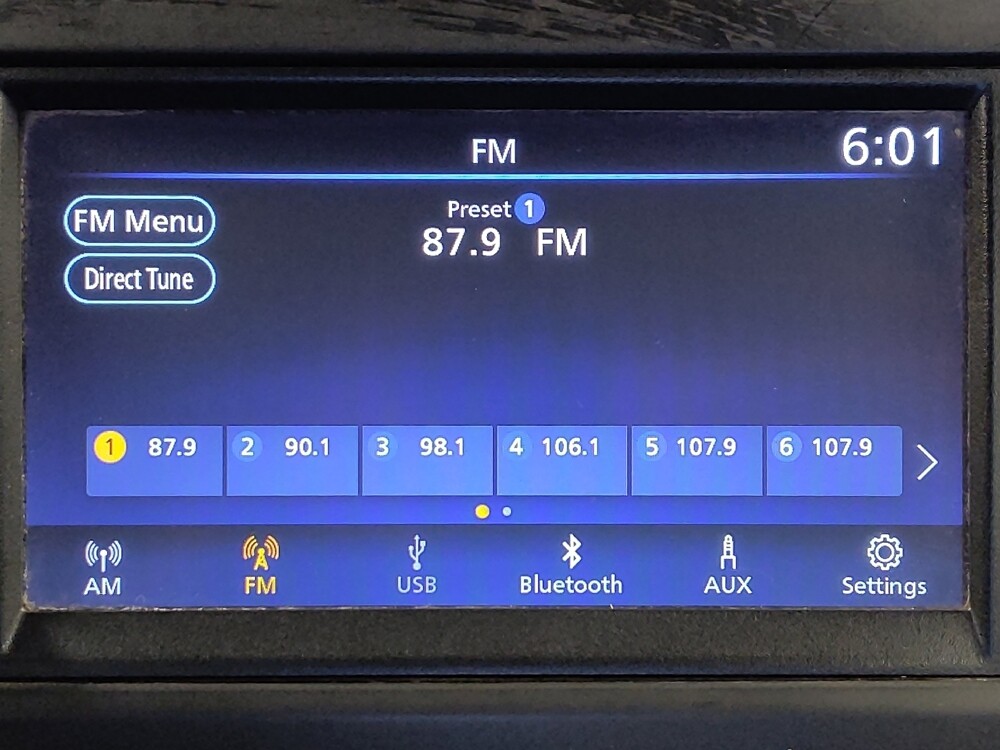 FM 6:01
FM Menu
Preset 1
87.9 FM
Direct Tune
1 87.9 2 90.1 3 98.1 4 106.1 5 107.9 6 107.9
AM FM USB Bluetooth AUX Settings